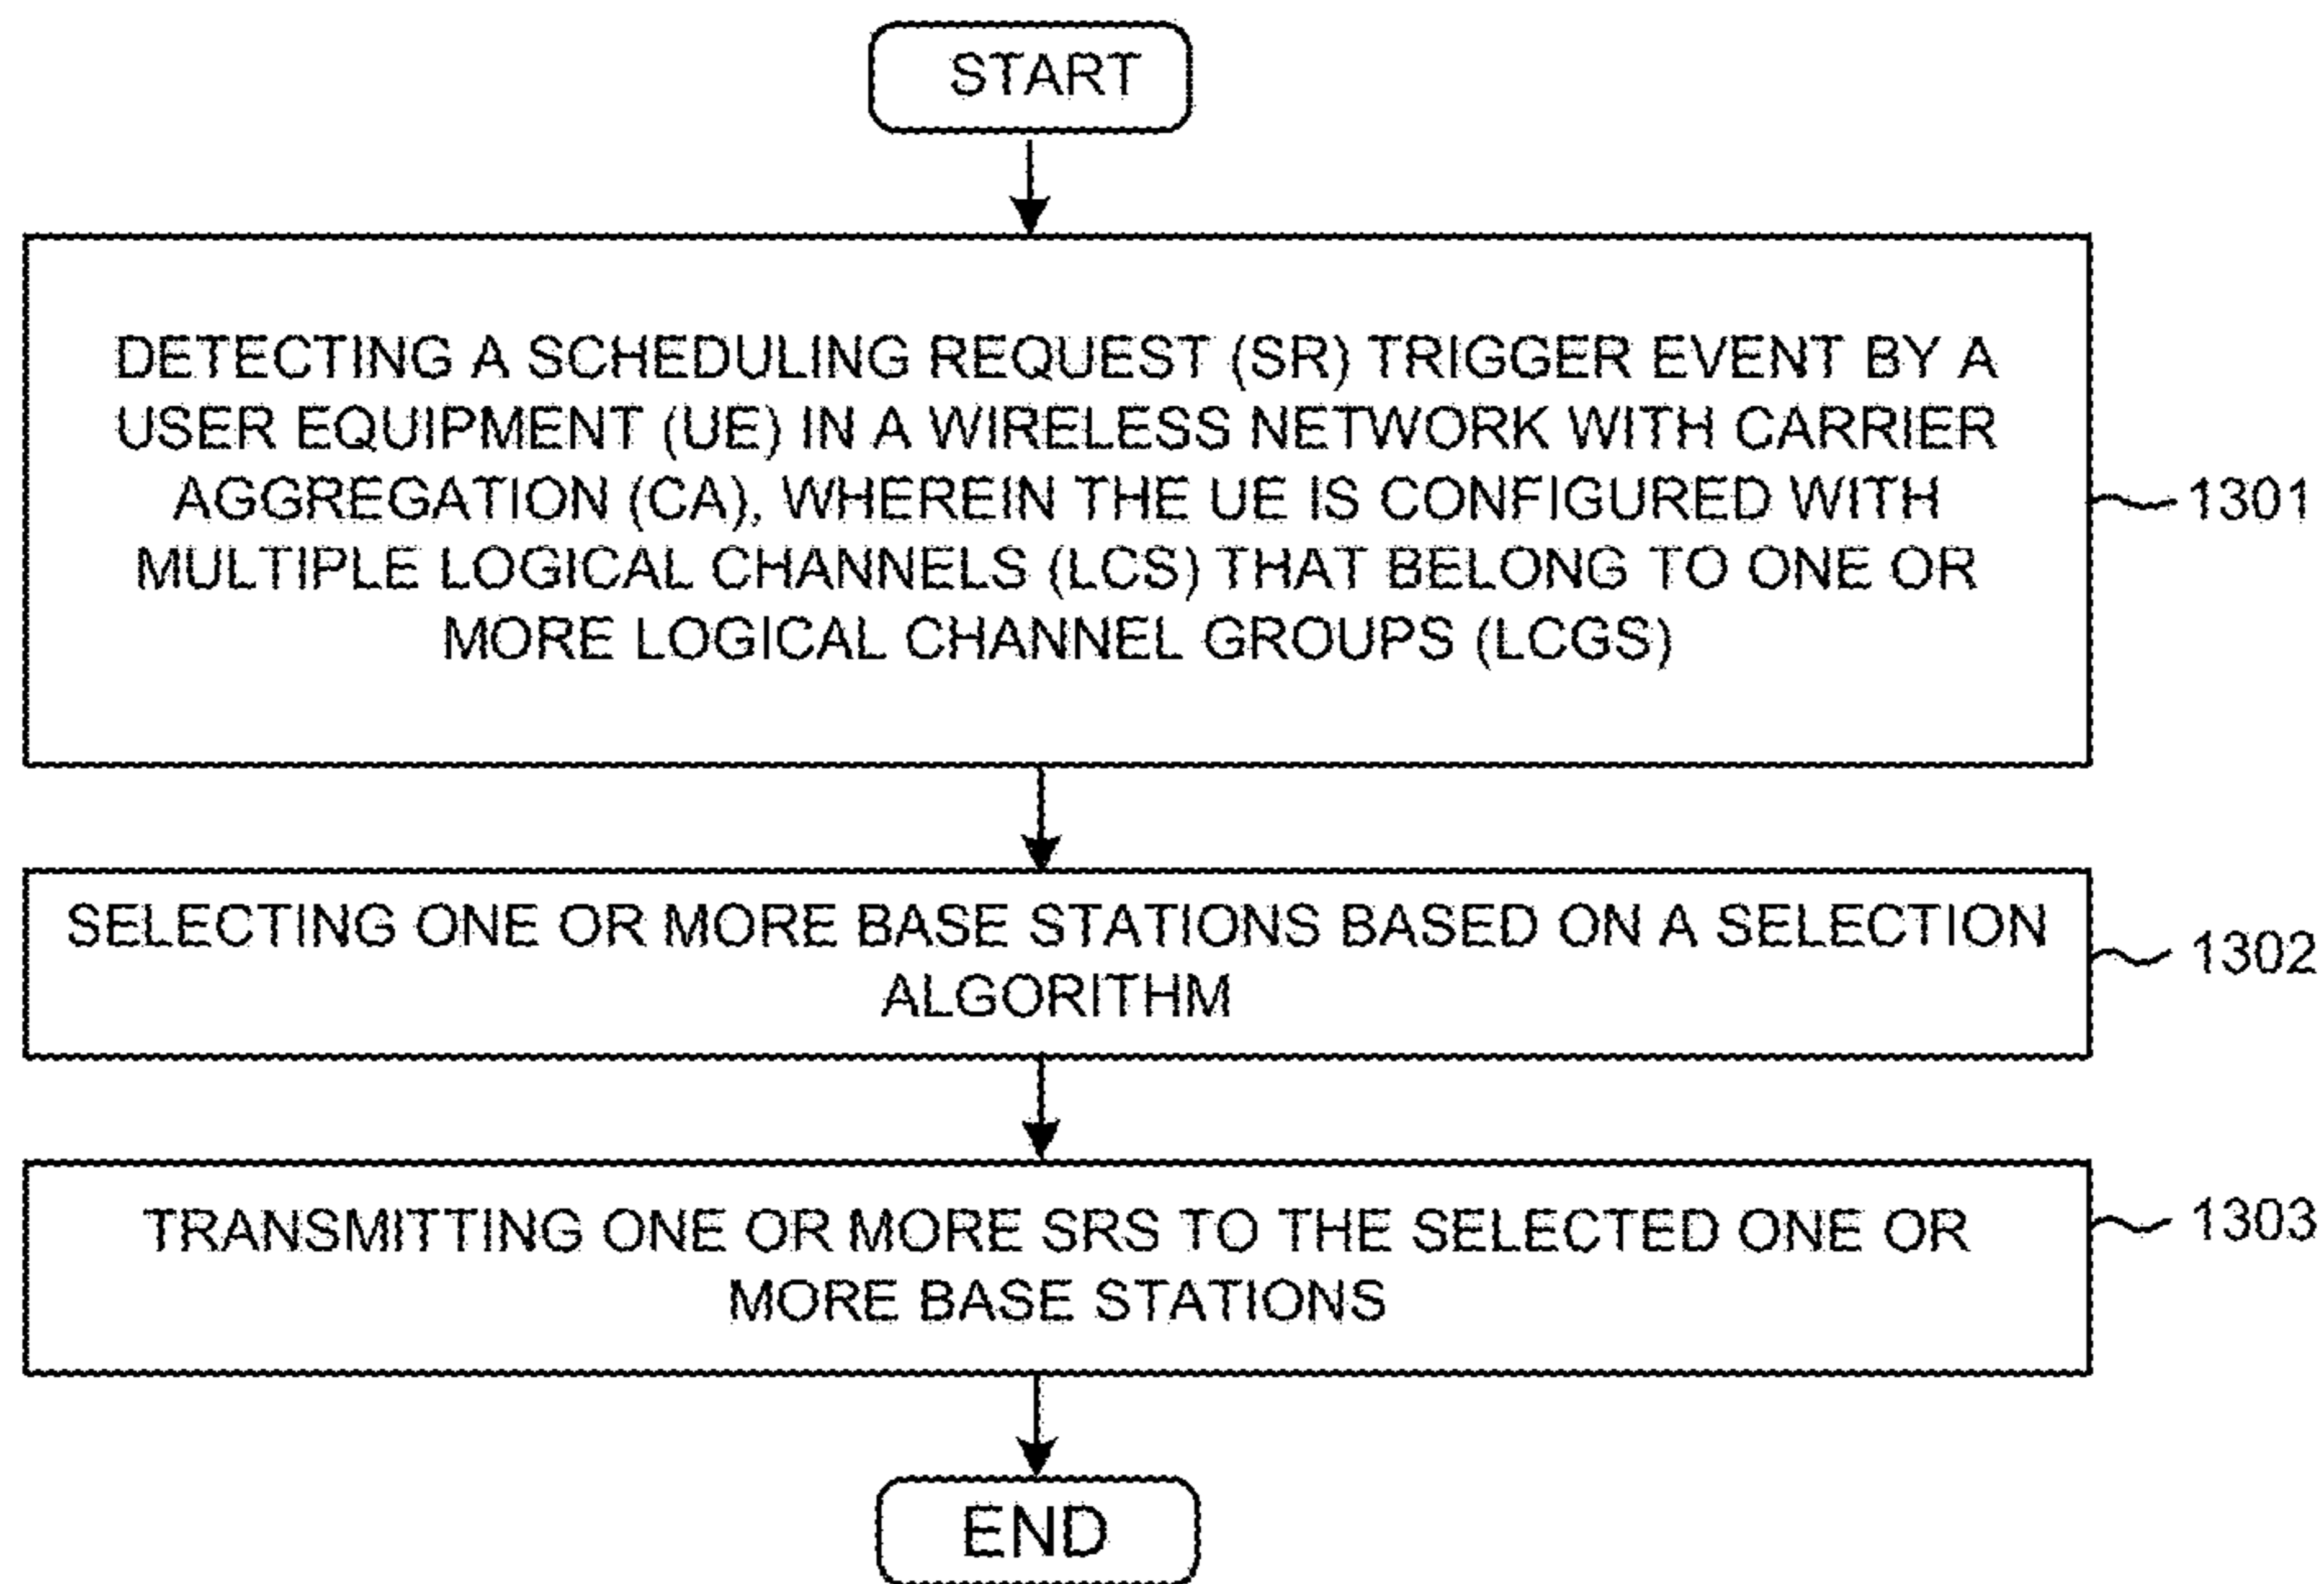 START
DETECTING A SCHEDULING REQUEST (SR) TRIGGER EVENT BY A
USER EQUIPMENT (UE) IN A WIRELESS NETWORK WITH CARRIER
AGGREGATION (CA), WHEREIN THE UE IS CONFIGURED WITH
MULTIPLE LOGICAL CHANNELS (LCS) THAT BELONG TO ONE OR
MORE LOGICAL CHANNEL GROUPS (LCGS)
1301
SELECTING ONE OR MORE BASE STATIONS BASED ON A SELECTION
ALGORITHM
1302
TRANSMITTING ONE OR MORE SRS TO THE SELECTED ONE OR
MORE BASE STATIONS
1303
END